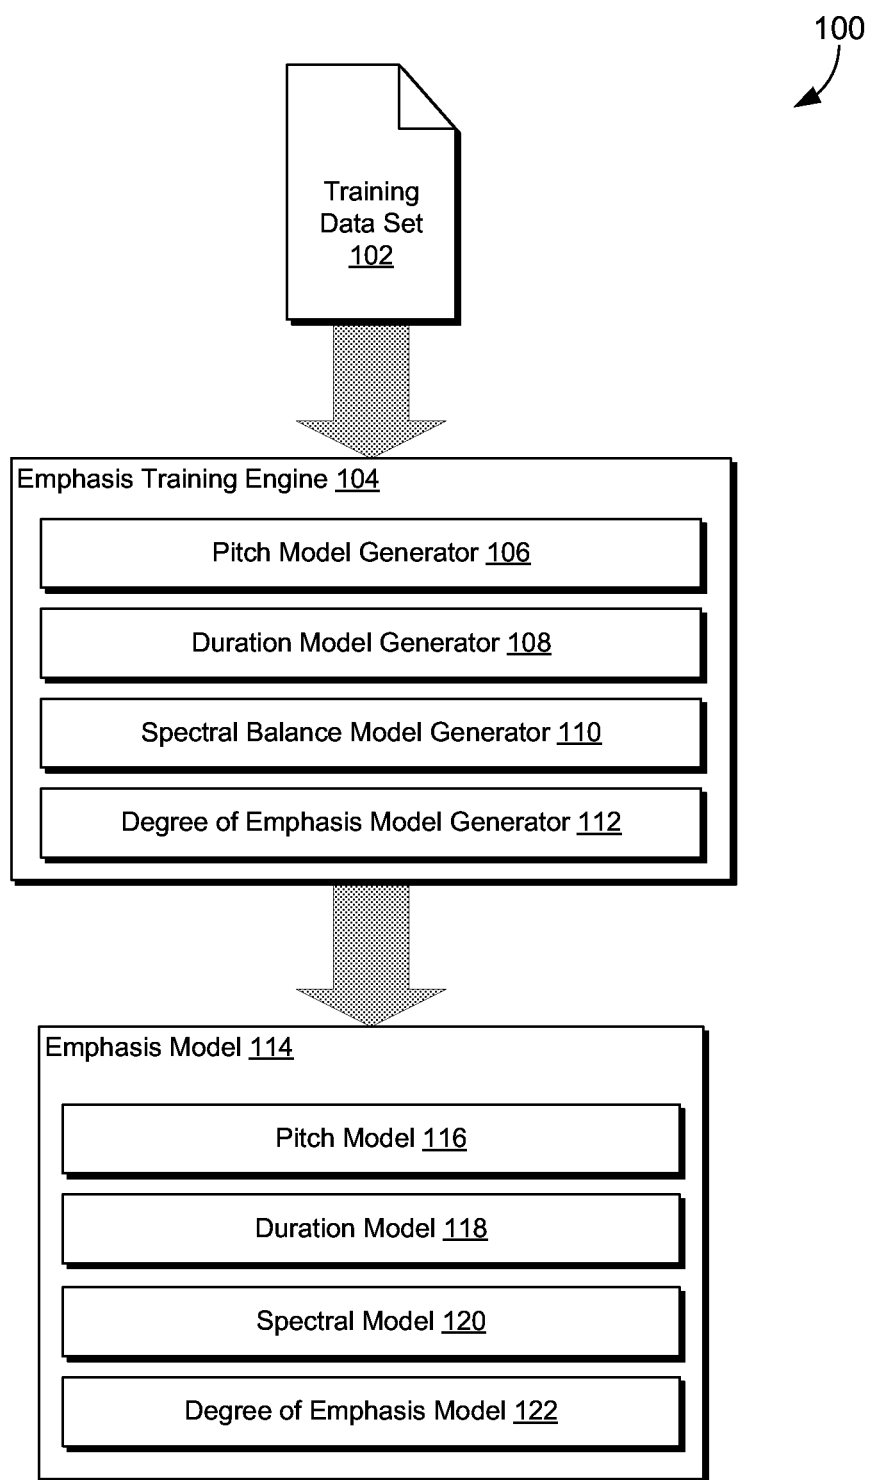 100
Training
Data Set
102
Emphasis Training Engine 104
Pitch Model Generator 106
Duration Model Generator 108
Spectral Balance Model Generator 110
Degree of Emphasis Model Generator 112
Emphasis Model 114
Pitch Model 116
Duration Model 118
Spectral Model 120
Degree of Emphasis Model 122